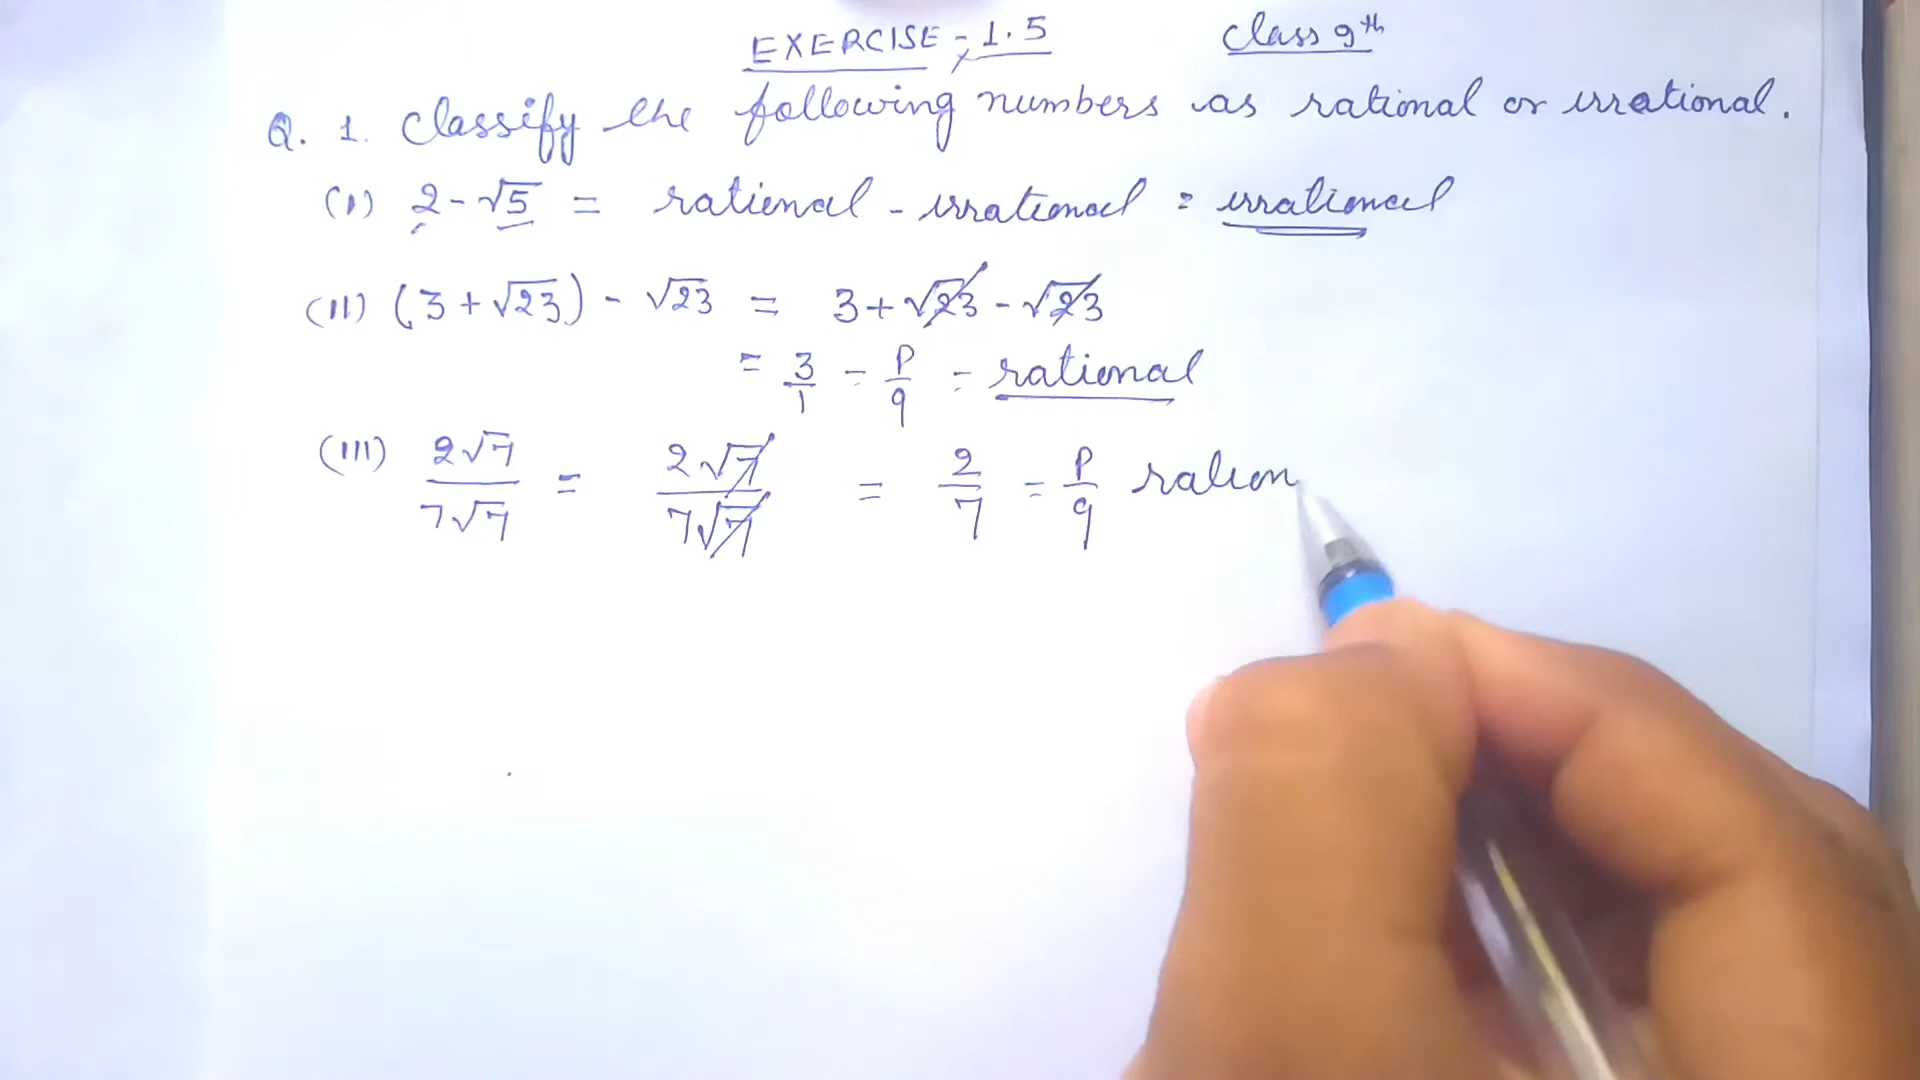 EXERCISE - 1.5 Class 9th
Q. 1. Classify the following numbers as rational or irrational.
(I) 2 - √5 = rational - irrational = irrational
(II) (3 + √23) - √23 = 3 + √23 - √23
= 3/1 = p/q = rational
(III) 2√7/7√7 = 2√7/7√7 = 2/7 = p/q ration